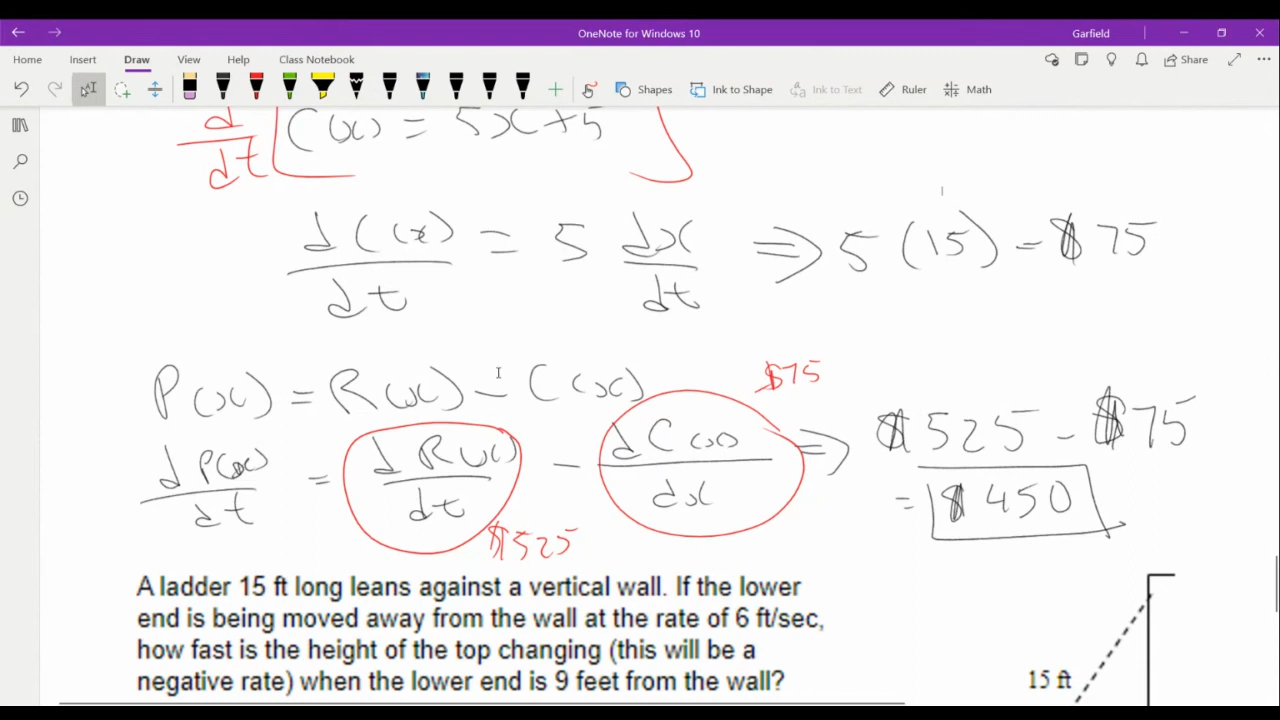 OneNote for Windows 10
Garfield
Home Insert Draw View Help Class Notebook
Share
Shapes Ink to Shape Ink to Text Ruler Math
d/dt [C(x) = 5x+5]
dC(x)/dt = 5 dx/dt ⇒ 5(15) = $75
P(x) = R(x) - C(x)
$75
dP(x)/dt = dR(x)/dt - dC(x)/dx ⇒ $525 - $75
= $450
$525
A ladder 15 ft long leans against a vertical wall. If the lower
end is being moved away from the wall at the rate of 6 ft/sec,
how fast is the height of the top changing (this will be a
negative rate) when the lower end is 9 feet from the wall?
15 ft